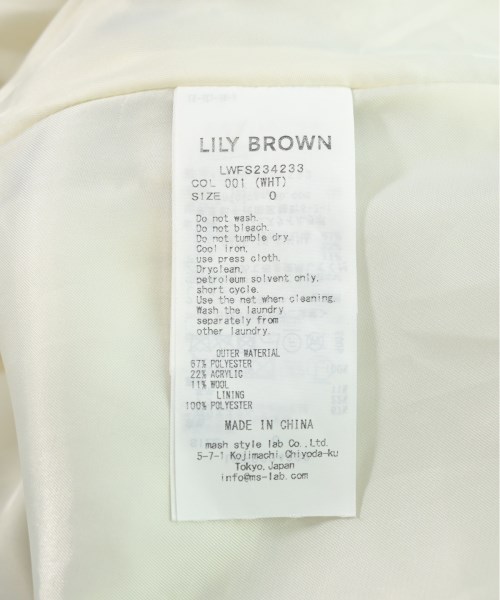 LILY BROWN
LWFS234233
COL 001 (WHT)
SIZE 0
Do not wash.
Do not bleach.
Do not tumble dry.
Cool iron.
use press cloth.
Dryclean,
petroleum solvent only,
short cycle.
Use the net when cleaning.
Wash the laundry
separately from
other laundry.
OUTER MATERIAL
67% POLYESTER
22% ACRYLIC
11% WOOL
LINING
100% POLYESTER
MADE IN CHINA
mash style lab Co., Ltd.
5-7-1 Kojimachi, Chiyoda-ku
Tokyo, Japan
info@ms-lab.com